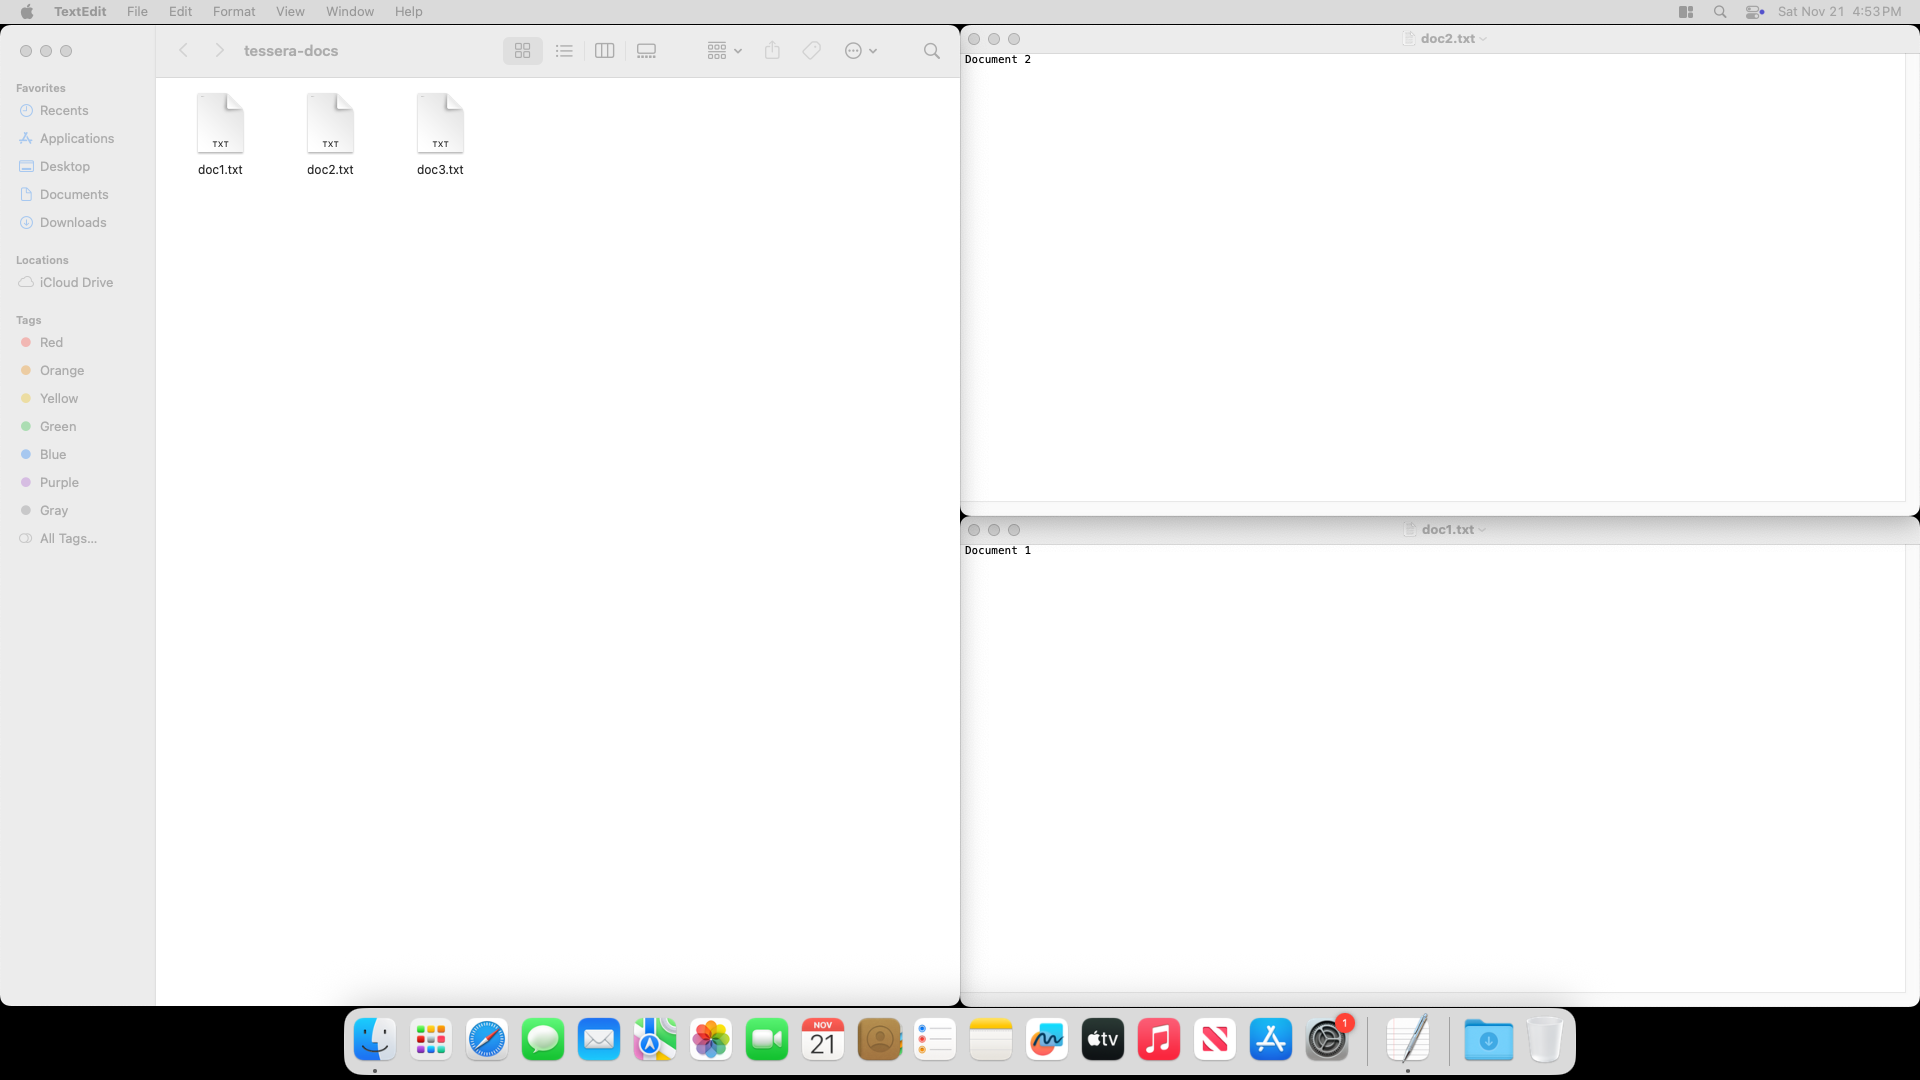 TextEdit File Edit Format View Window Help Sat Nov 21 4:53 PM
tessera-docs
Favorites
Recents
Applications
Desktop
Documents
Downloads
Locations
iCloud Drive
Tags
Red
Orange
Yellow
Green
Blue
Purple
Gray
All Tags...
TXT TXT TXT
doc1.txt doc2.txt doc3.txt
doc2.txt
Document 2
doc1.txt
Document 1
NOV
21
tv
1